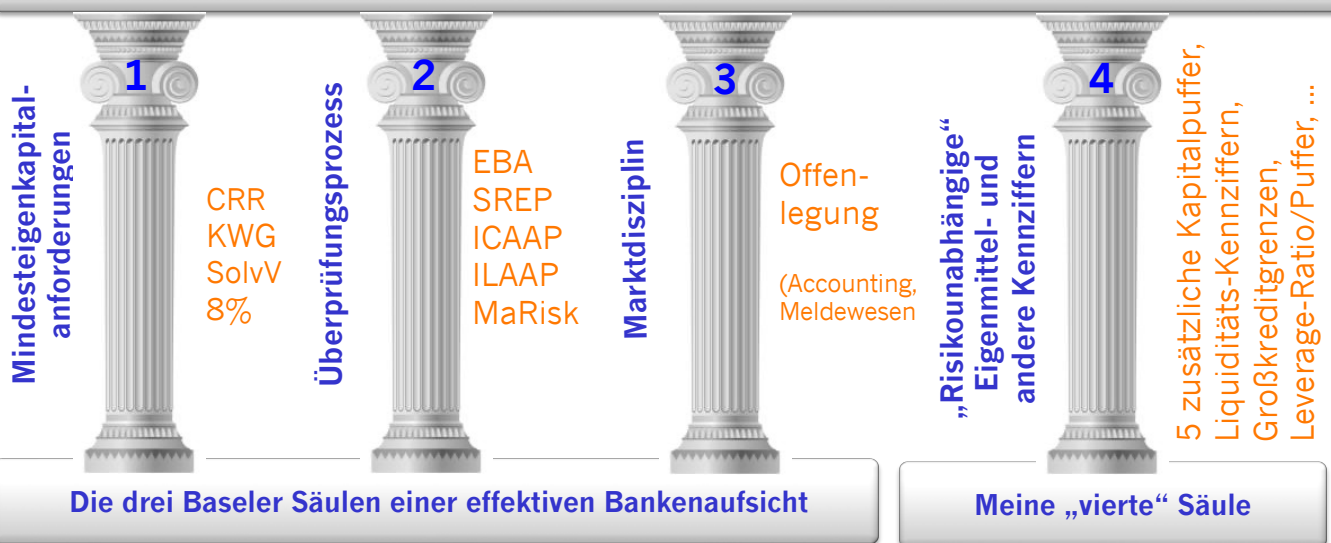 1
Mindesteigenkapital-
anforderungen
CRR
KWG
SolvV
8%
2
Überprüfungsprozess
EBA
SREP
ICAAP
ILAAP
MaRisk
3
Marktdisziplin
Offen-
legung
(Accounting,
Meldewesen
4
„Risikounabhängige“
Eigenmittel- und
andere Kennziffern
5 zusätzliche Kapitalpuffer,
Liquiditäts-Kennziffern,
Großkreditgrenzen,
Leverage-Ratio/Puffer, ...
Die drei Baseler Säulen einer effektiven Bankenaufsicht
Meine „vierte“ Säule